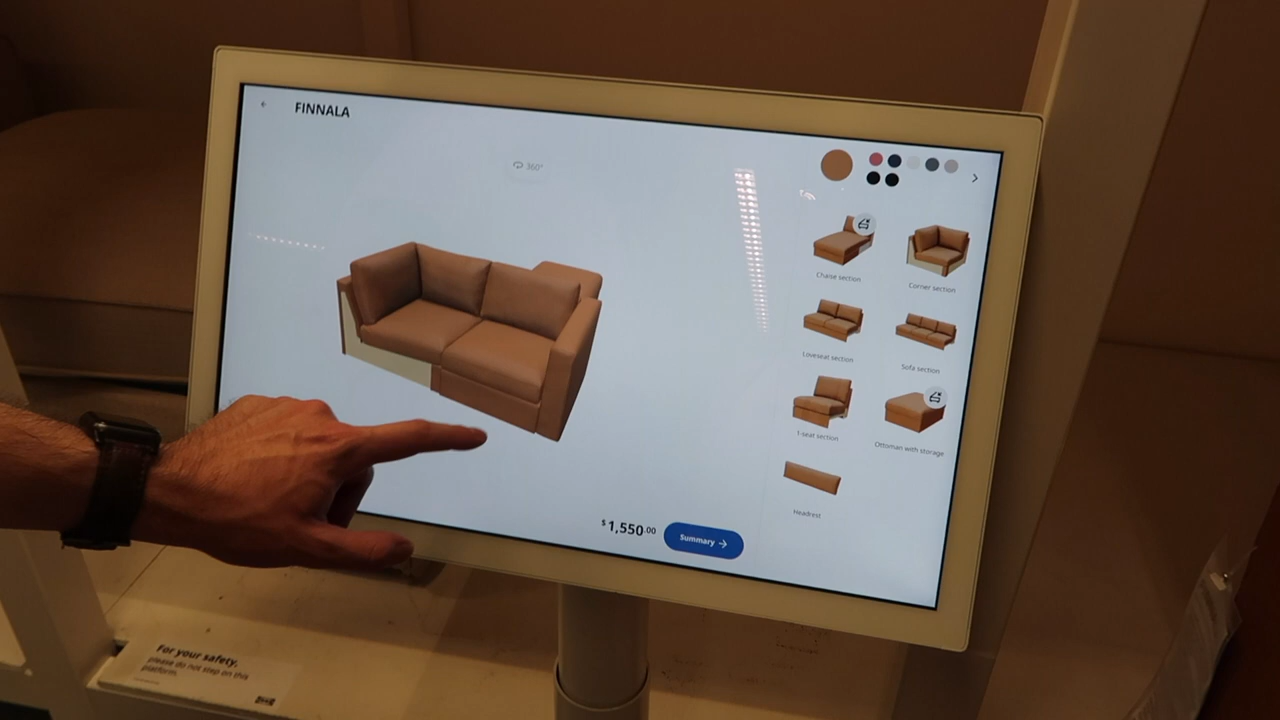 FINNALA
360°
Chaise section
Corner section
Loveseat section
Sofa section
1-seat section
Ottoman with storage
Headrest
$1,550.00
Summary →
For your safety,
please do not step on this
platform.
IKEA